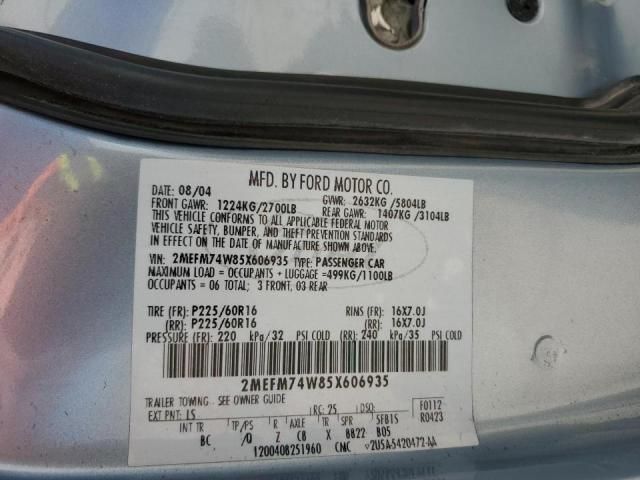 MFD. BY FORD MOTOR CO.
DATE: 08/04 GVWR: 2632KG /5804LB
FRONT GAWR: 1224KG/2700LB REAR GAWR: 1407KG /3104LB
THIS VEHICLE CONFORMS TO ALL APPLICABLE FEDERAL MOTOR
VEHICLE SAFETY, BUMPER, AND THEFT PREVENTION STANDARDS
IN EFFECT ON THE DATE OF MANUFACTURE SHOWN ABOVE.
VIN: 2MEFM74W85X606935 TYPE: PASSENGER CAR
MAXIMUM LOAD = OCCUPANTS + LUGGAGE =499KG/1100LB
OCCUPANTS = 06 TOTAL; 3 FRONT, 03 REAR
TIRE (FR): P225/60R16 RINS (FR): 16X7.0J
(RR): P225/60R16 (RR): 16X7.0J
PRESSURE (FR): 220 kPa/32 PSI COLD (RR): 240 kPa/35 PSI COLD
2MEFM74W85X606935
TRAILER TOWING - SEE OWNER GUIDE
EXT PNT: LS RC: 25 DSO: F0112
INT TR TP/PS R AXLE TR SPR SFB15 R0423
BC /Q Z C8 X 8822 B05
1200408251960 CMC 2U5A-5420472-AA